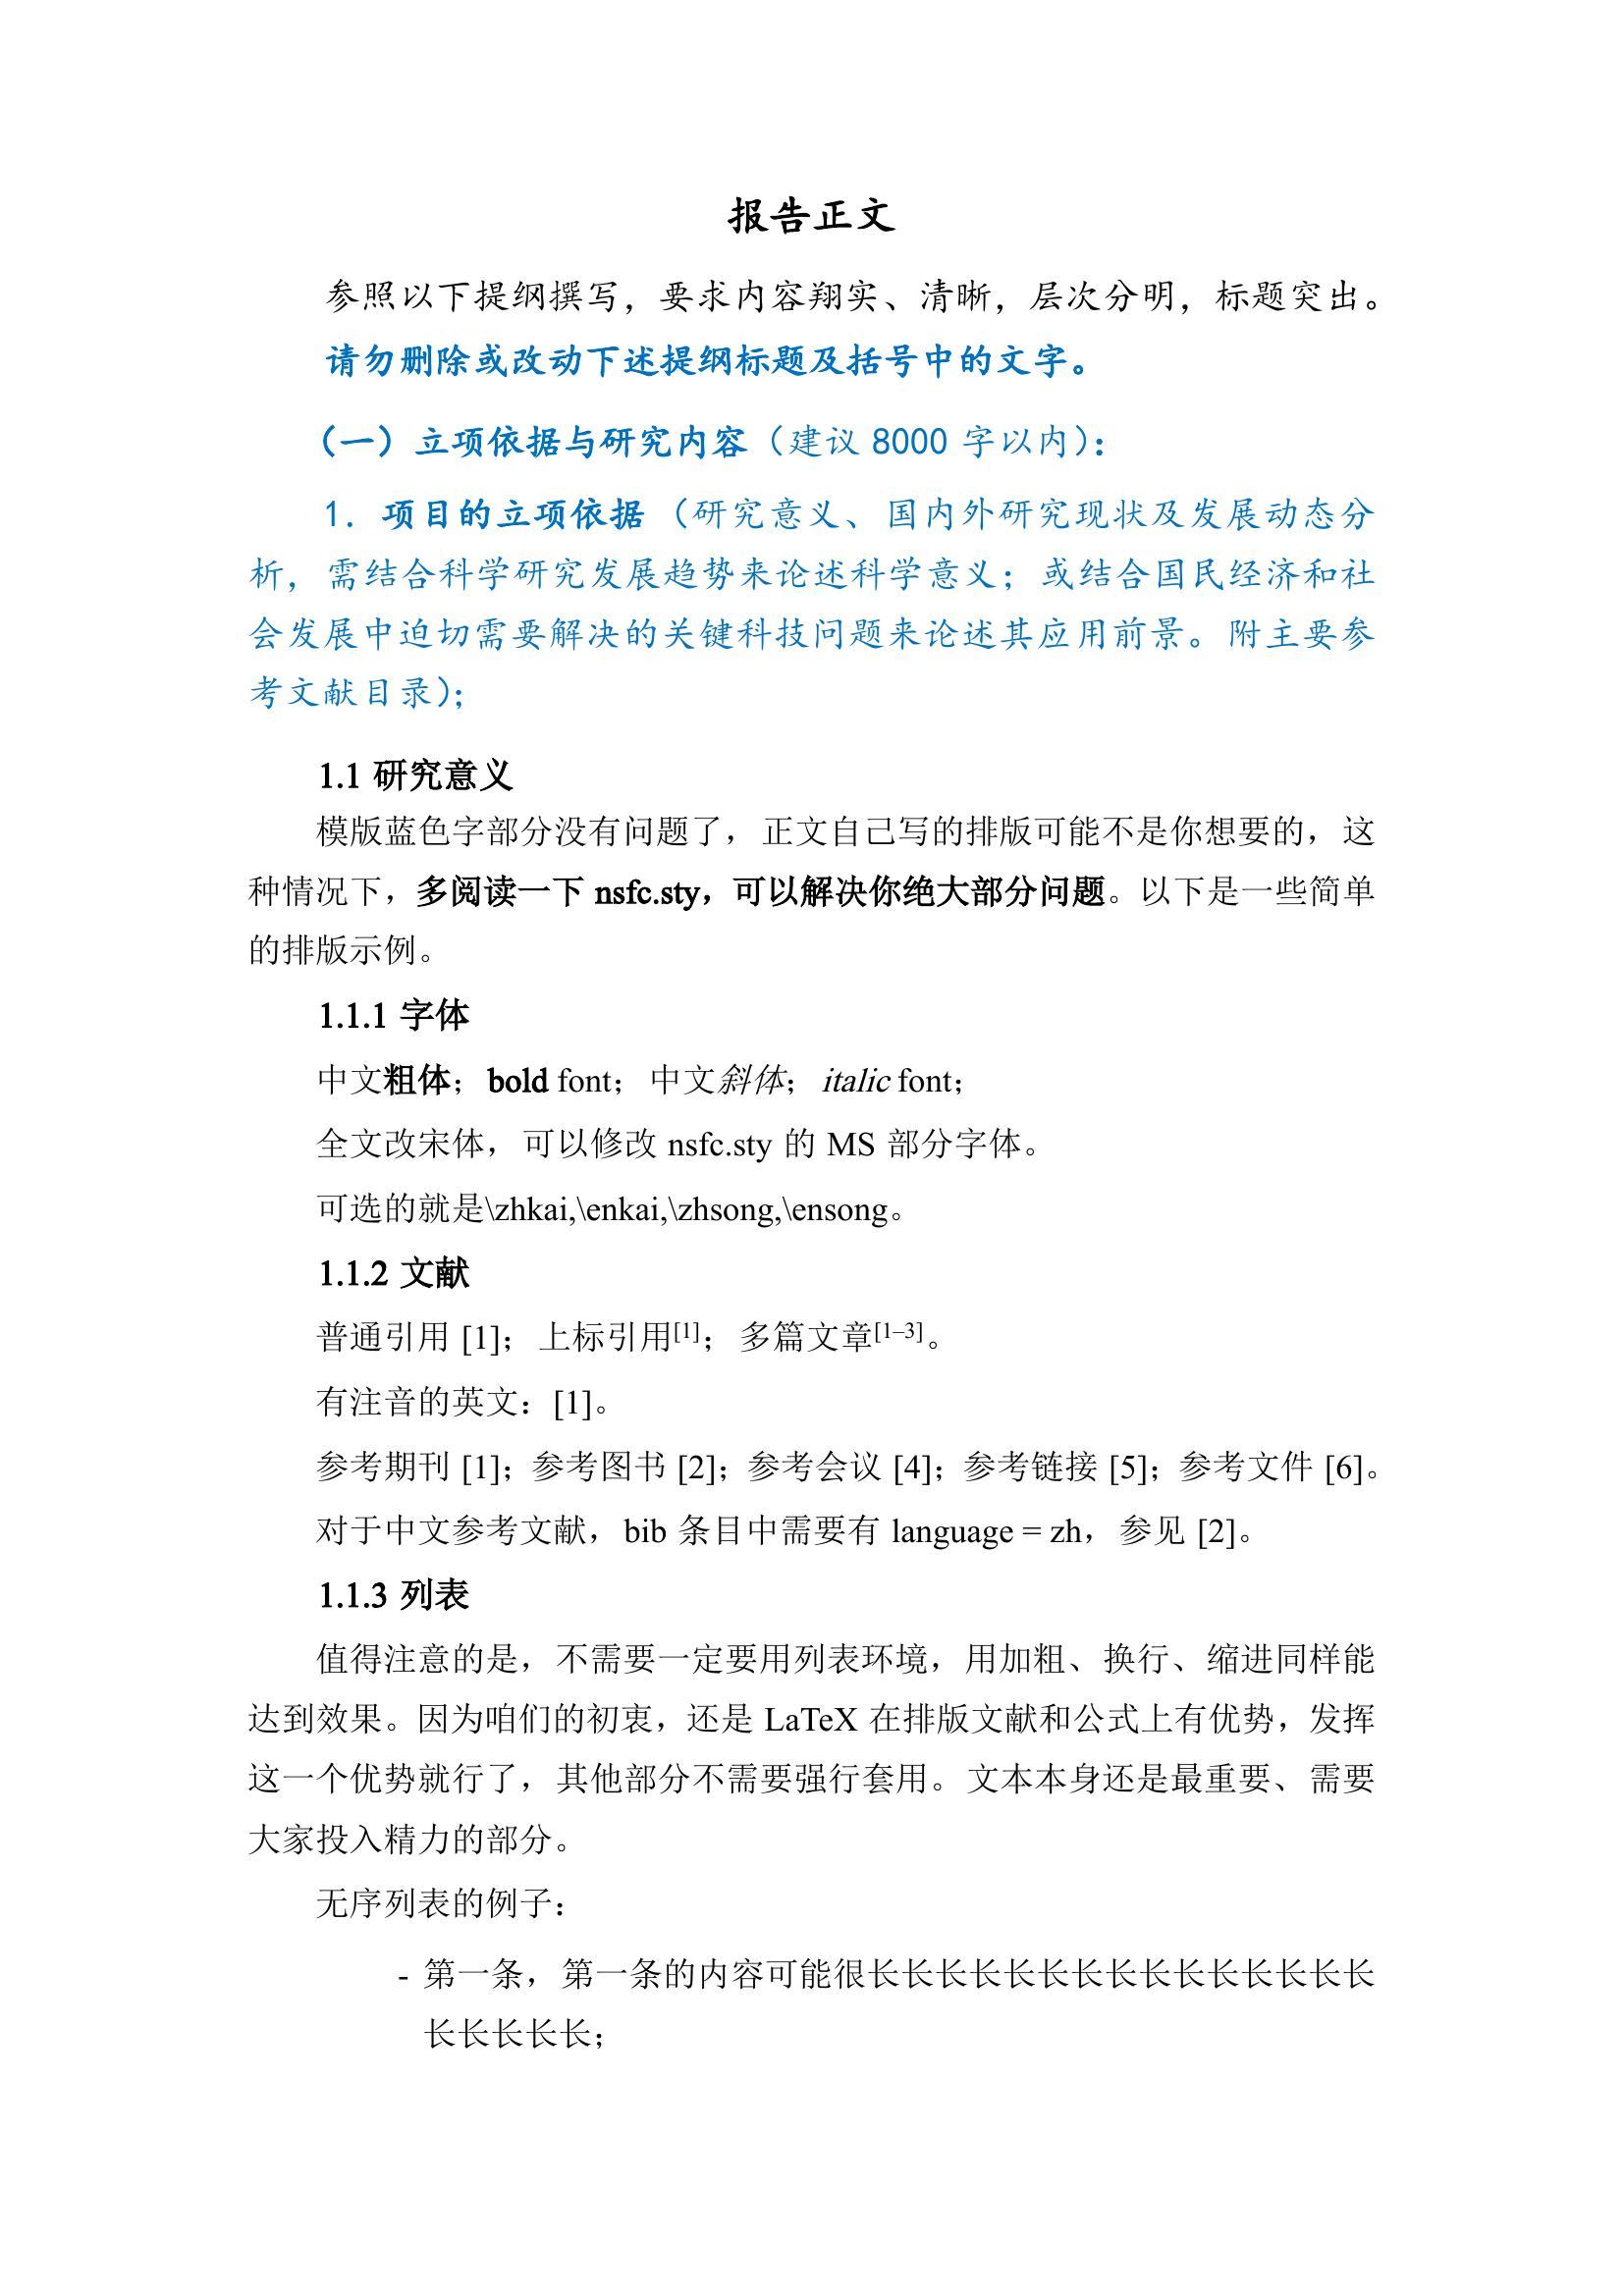 报告正文
参照以下提纲撰写，要求内容翔实、清晰，层次分明，标题突出。
请勿删除或改动下述提纲标题及括号中的文字。
（一）立项依据与研究内容（建议 8000 字以内）：
1. 项目的立项依据（研究意义、国内外研究现状及发展动态分
析，需结合科学研究发展趋势来论述科学意义；或结合国民经济和社
会发展中迫切需要解决的关键科技问题来论述其应用前景。附主要参
考文献目录）；
1.1 研究意义
模版蓝色字部分没有问题了，正文自己写的排版可能不是你想要的，这
种情况下，多阅读一下 nsfc.sty，可以解决你绝大部分问题。以下是一些简单
的排版示例。
1.1.1 字体
中文粗体；bold font；中文斜体；italic font；
全文改宋体，可以修改 nsfc.sty 的 MS 部分字体。
可选的就是\zhkai,\enkai,\zhsong,\ensong。
1.1.2 文献
普通引用 [1]；上标引用[1]；多篇文章[1–3]。
有注音的英文：[1]。
参考期刊 [1]；参考图书 [2]；参考会议 [4]；参考链接 [5]；参考文件 [6]。
对于中文参考文献，bib 条目中需要有 language = zh，参见 [2]。
1.1.3 列表
值得注意的是，不需要一定要用列表环境，用加粗、换行、缩进同样能
达到效果。因为咱们的初衷，还是 LaTeX 在排版文献和公式上有优势，发挥
这一个优势就行了，其他部分不需要强行套用。文本本身还是最重要、需要
大家投入精力的部分。
无序列表的例子：
- 第一条，第一条的内容可能很长长长长长长长长长长长长长长长
长长长长长；